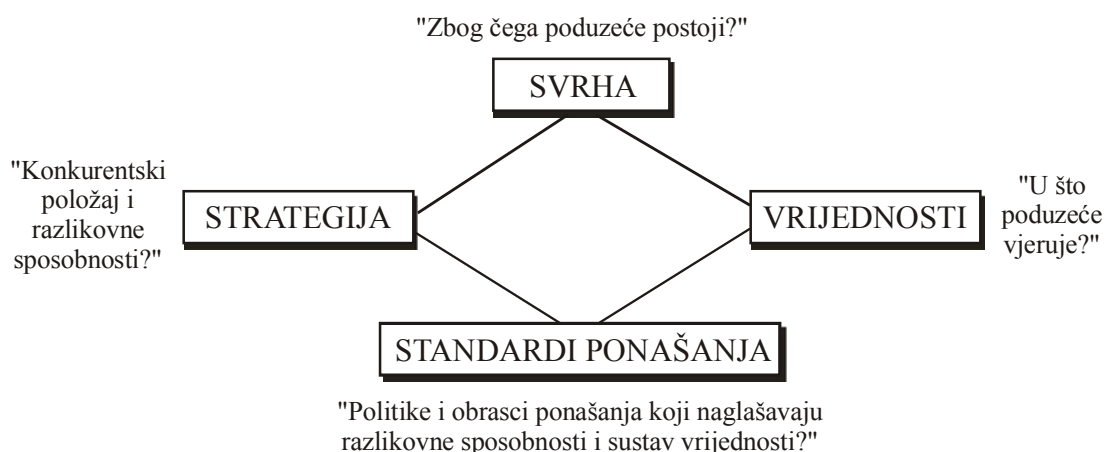 "Zbog čega poduzeće postoji?"
SVRHA
"Konkurentski
položaj i
razlikovne
sposobnosti?"
STRATEGIJA
VRIJEDNOSTI
"U što
poduzeće
vjeruje?"
STANDARDI PONAŠANJA
"Politike i obrasci ponašanja koji naglašavaju
razlikovne sposobnosti i sustav vrijednosti?"